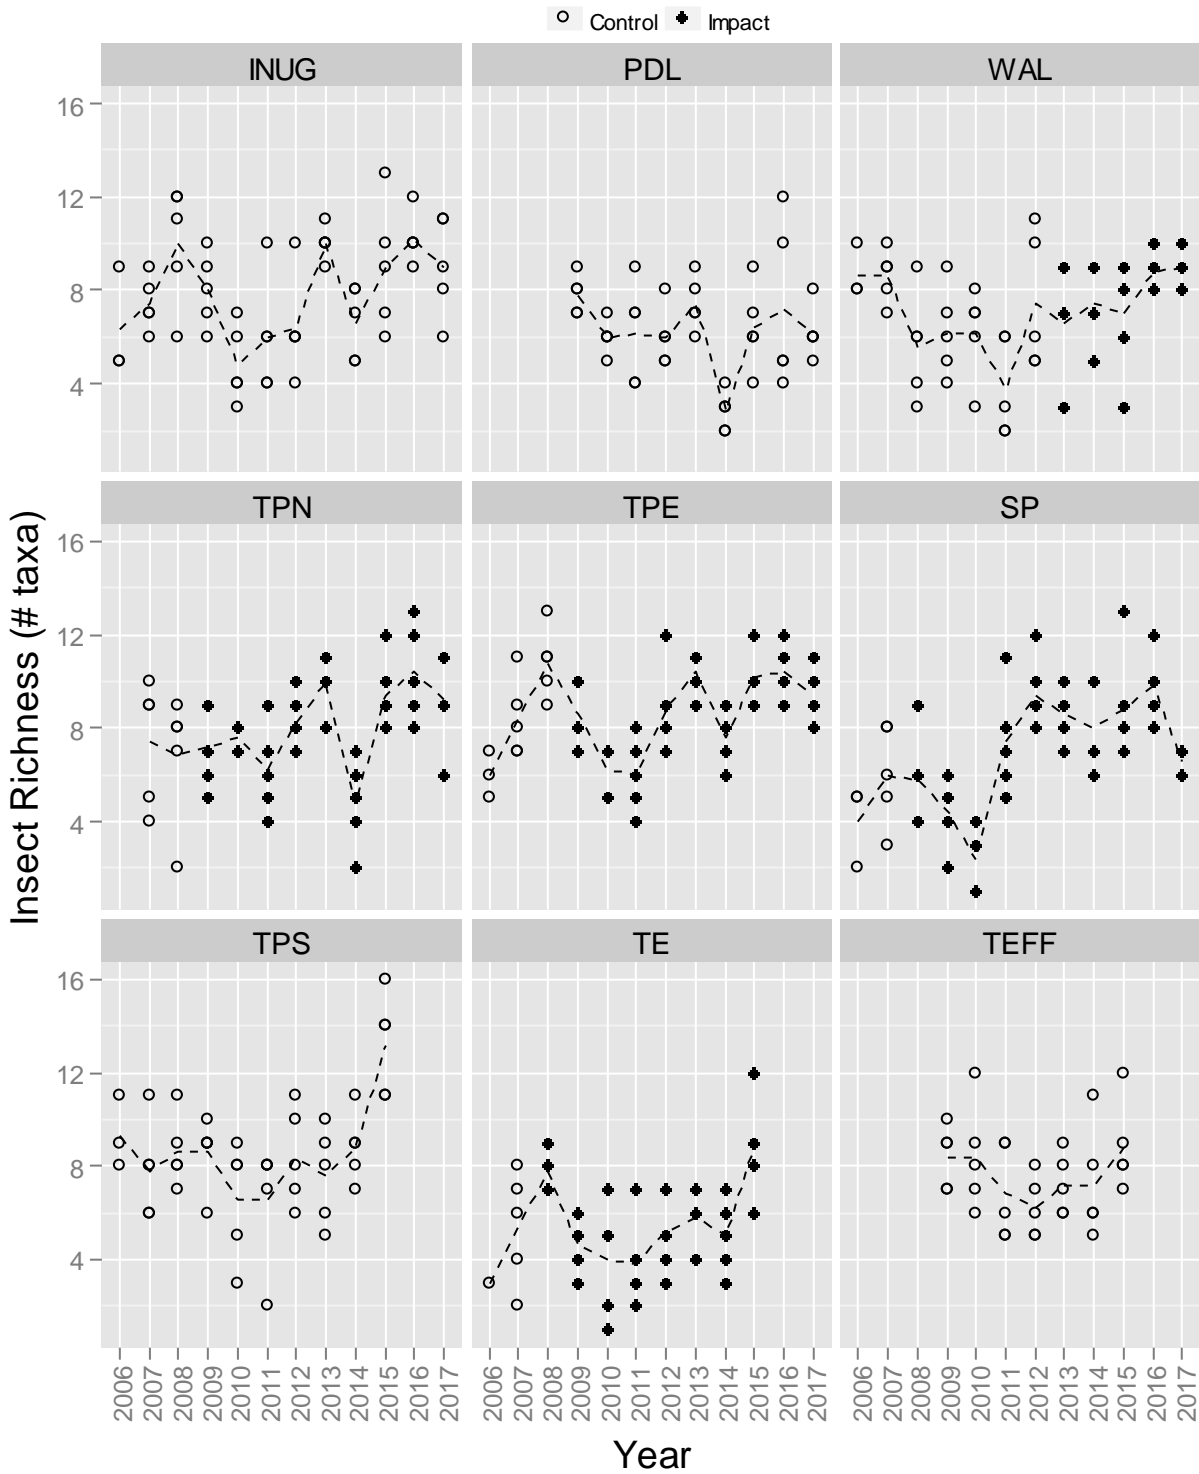 Control Impact
INUG PDL WAL
16
12
8
4
TPN TPE SP
16
12
8
4
TPS TE TEFF
16
12
8
4
Insect Richness (# taxa)
2006 2007 2008 2009 2010 2011 2012 2013 2014 2015 2016 2017
2006 2007 2008 2009 2010 2011 2012 2013 2014 2015 2016 2017
2006 2007 2008 2009 2010 2011 2012 2013 2014 2015 2016 2017
Year